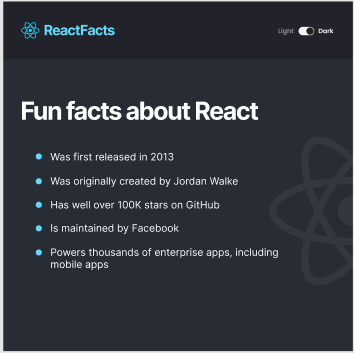 ReactFacts
Light Dark
Fun facts about React
Was first released in 2013
Was originally created by Jordan Walke
Has well over 100K stars on GitHub
Is maintained by Facebook
Powers thousands of enterprise apps, including
mobile apps